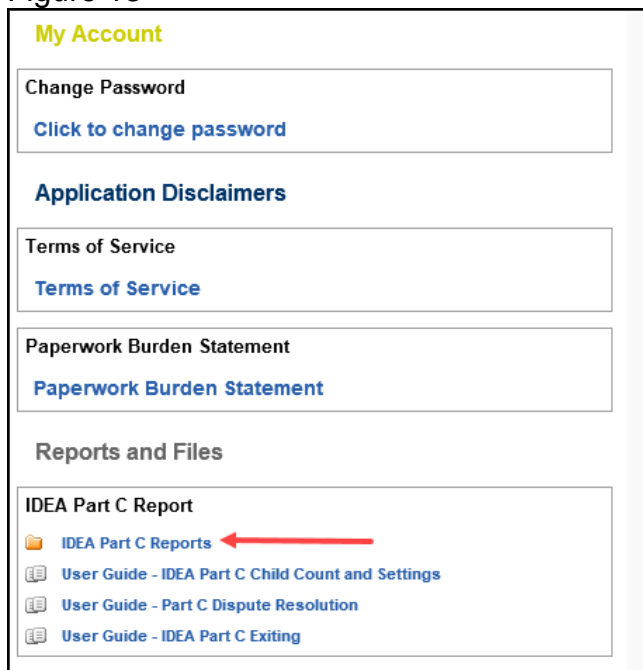 My Account
Change Password
Click to change password
Application Disclaimers
Terms of Service
Terms of Service
Paperwork Burden Statement
Paperwork Burden Statement
Reports and Files
IDEA Part C Report
IDEA Part C Reports
User Guide - IDEA Part C Child Count and Settings
User Guide - Part C Dispute Resolution
User Guide - IDEA Part C Exiting